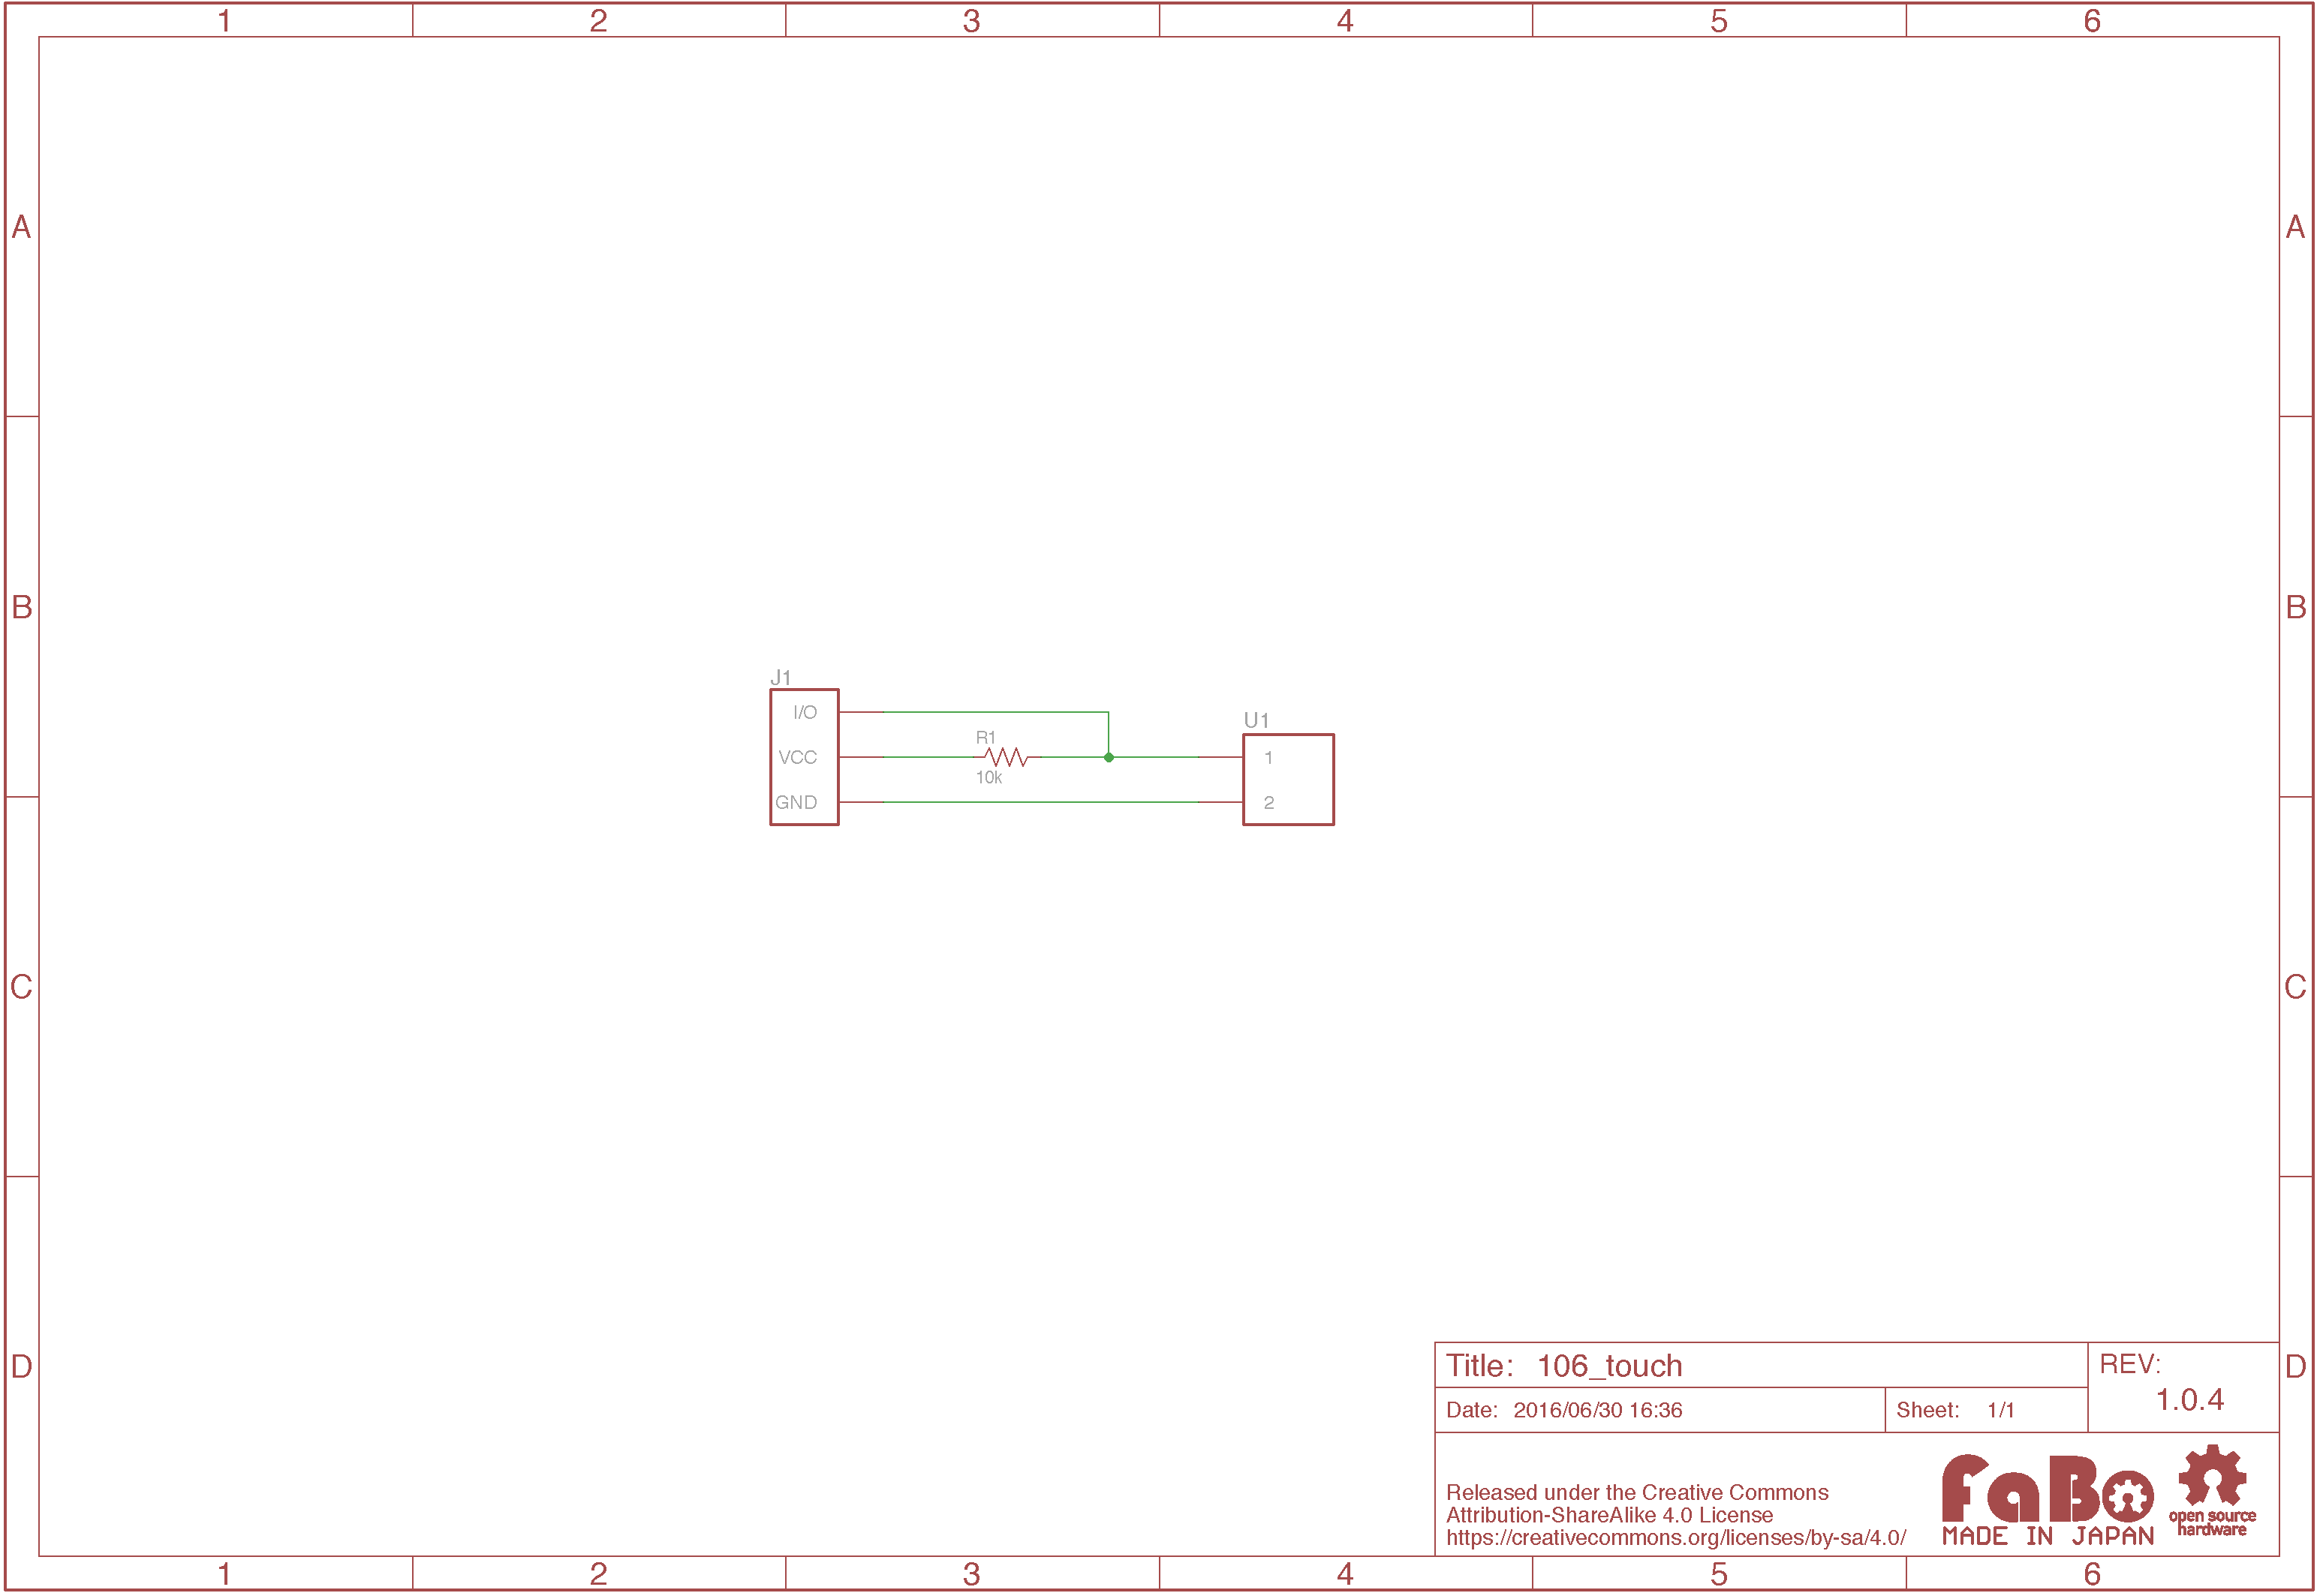 1 2 3 4 5 6
A A
B B
J1
I/O
U1
R1
VCC 1
10k
GND 2
C C
D D
Title: 106_touch
REV:
1.0.4
Date: 2016/06/30 16:36
Sheet: 1/1
Released under the Creative Commons
Attribution-ShareAlike 4.0 License
https://creativecommons.org/licenses/by-sa/4.0/
FaBo
MADE IN JAPAN
open source
hardware
1 2 3 4 5 6